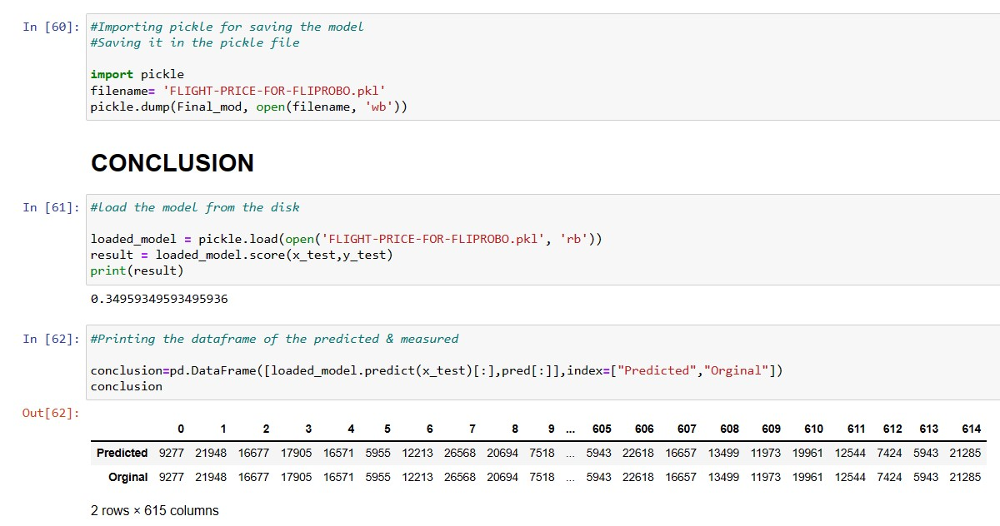 In [60]: #Importing pickle for saving the model
#Saving it in the pickle file
import pickle
filename= 'FLIGHT-PRICE-FOR-FLIPROBO.pkl'
pickle.dump(Final_mod, open(filename, 'wb'))
CONCLUSION
In [61]: #load the model from the disk
loaded_model = pickle.load(open('FLIGHT-PRICE-FOR-FLIPROBO.pkl', 'rb'))
result = loaded_model.score(x_test,y_test)
print(result)
0.34959349593495936
In [62]: #Printing the dataframe of the predicted & measured
conclusion=pd.DataFrame([loaded_model.predict(x_test)[:],pred[:]],index=["Predicted","Orginal"])
conclusion
Out[62]:
0 1 2 3 4 5 6 7 8 9 ... 605 606 607 608 609 610 611 612 613 614
Predicted 9277 21948 16677 17905 16571 5955 12213 26568 20694 7518 ... 5943 22618 16657 13499 11973 19961 12544 7424 5943 21285
Orginal 9277 21948 16677 17905 16571 5955 12213 26568 20694 7518 ... 5943 22618 16657 13499 11973 19961 12544 7424 5943 21285
2 rows × 615 columns